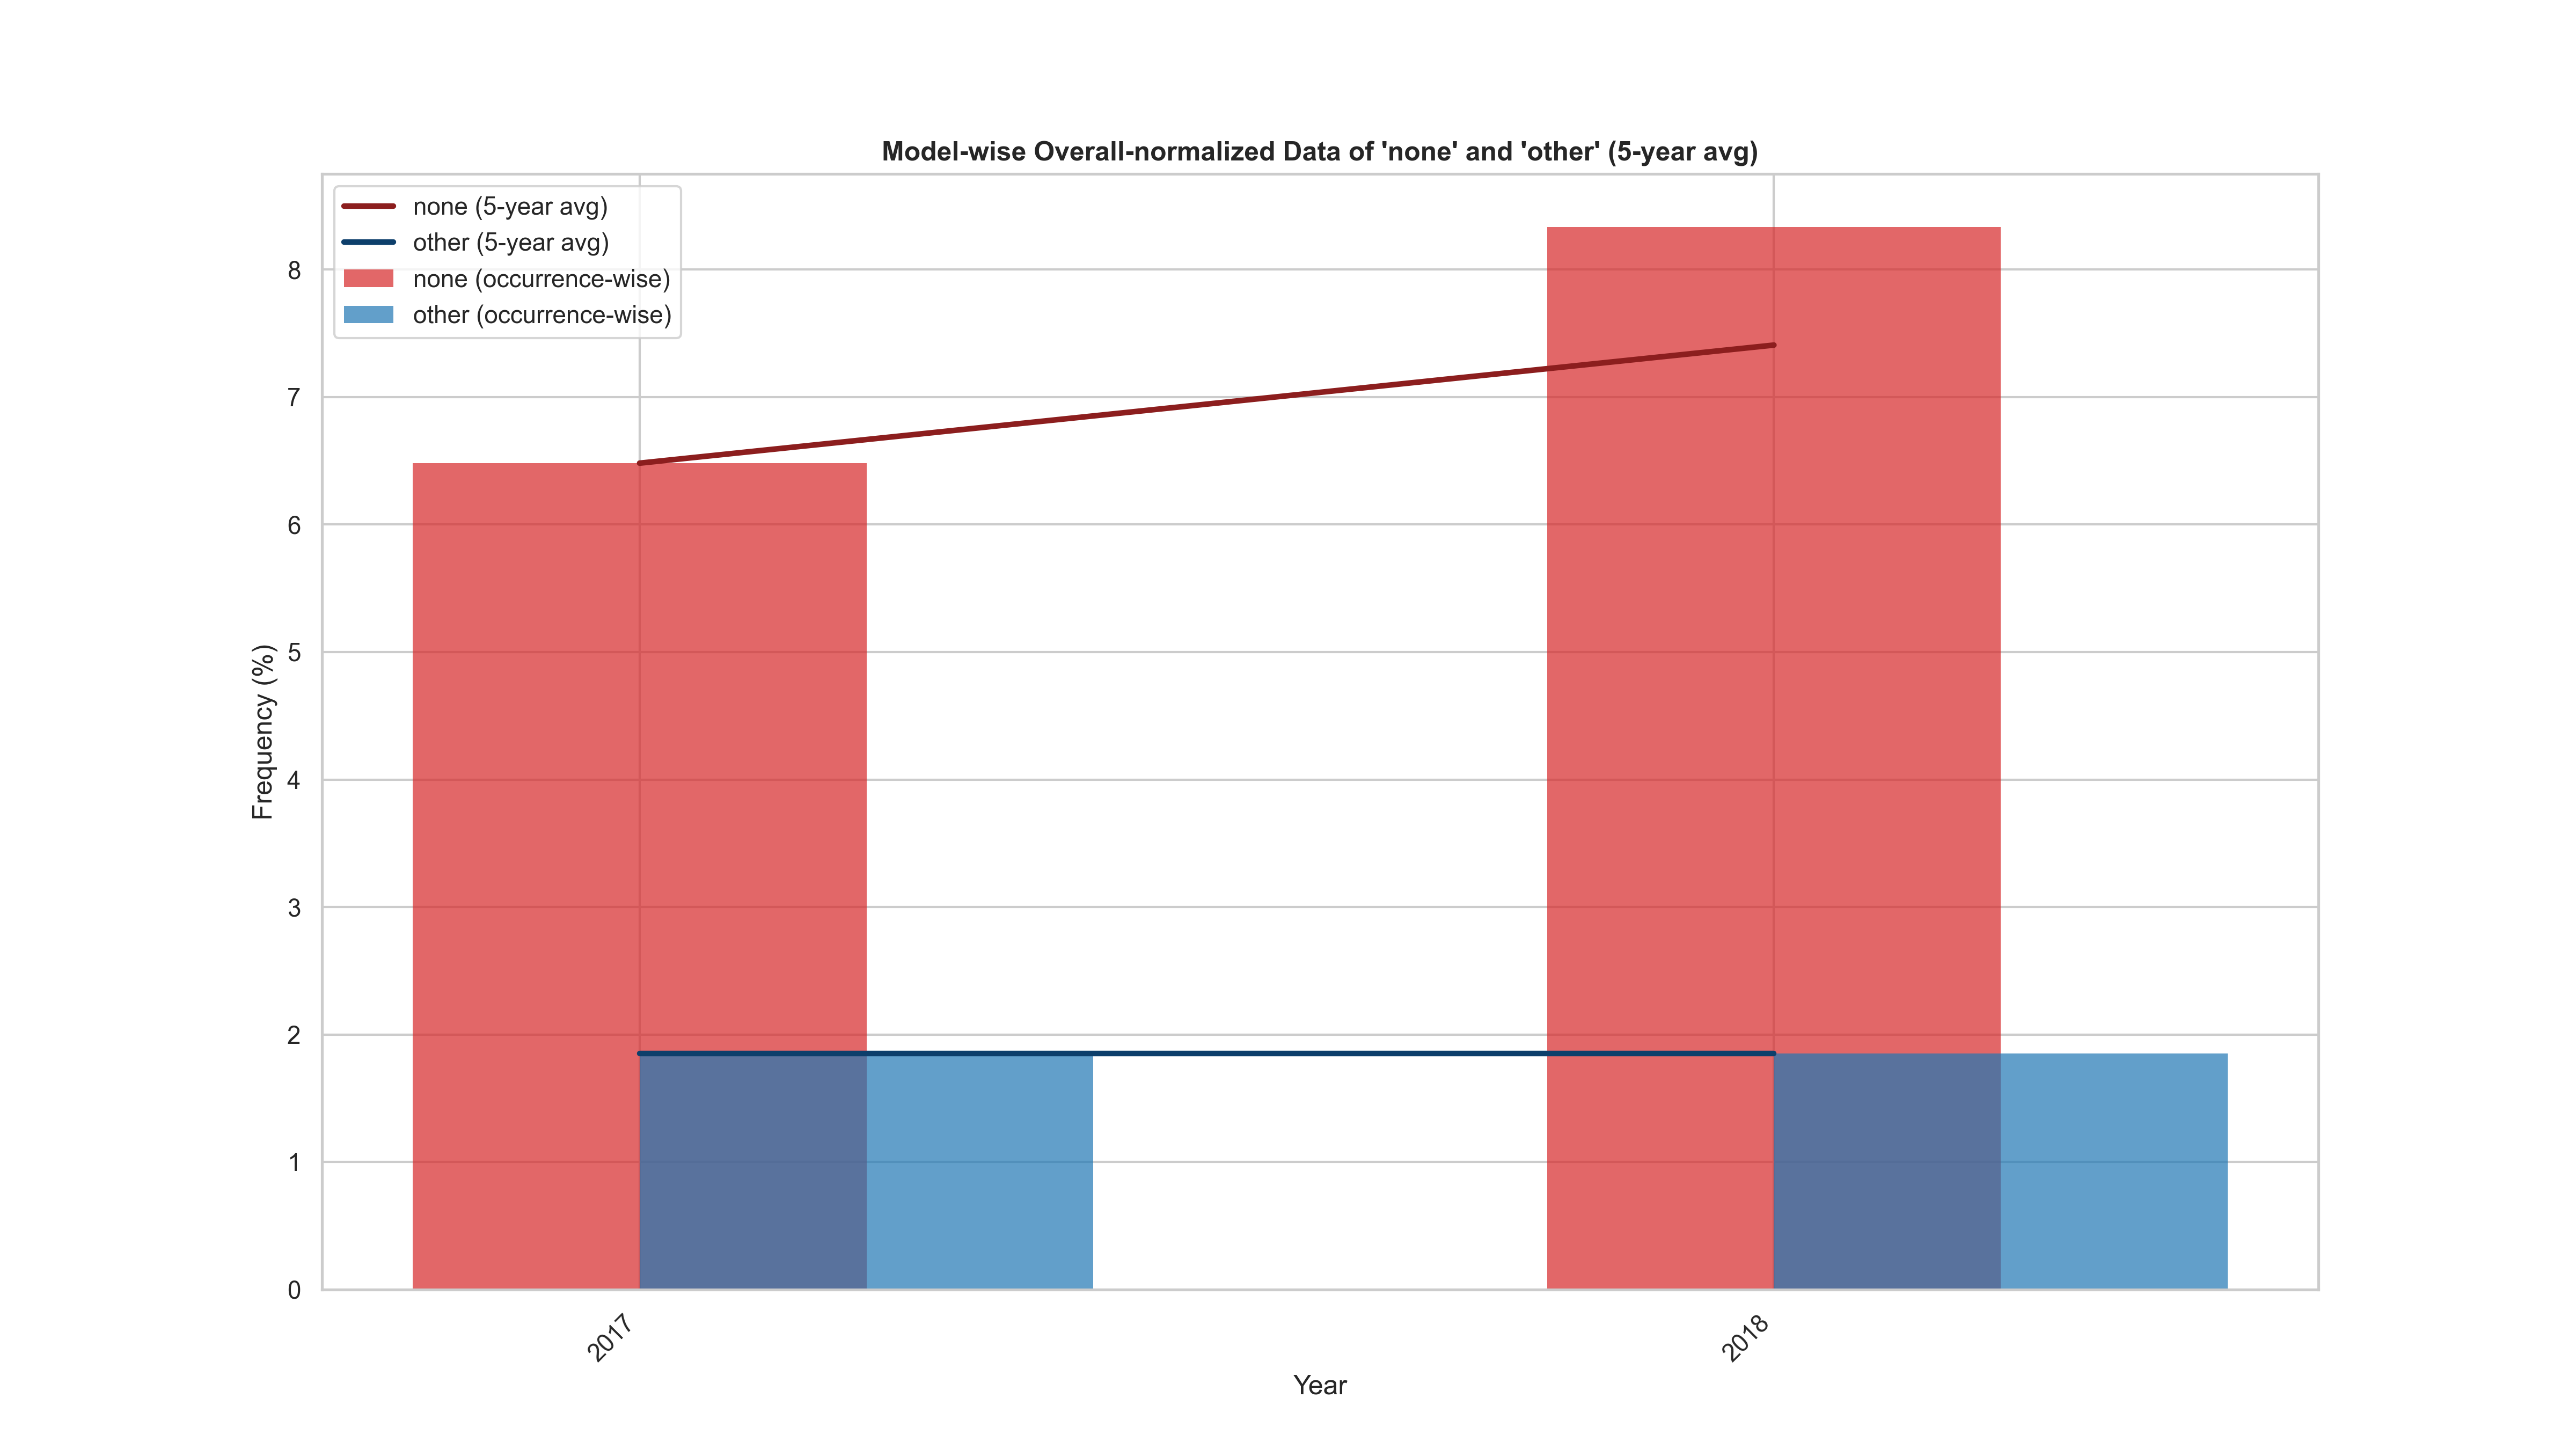 Model-wise Overall-normalized Data of 'none' and 'other' (5-year avg)
none (5-year avg)
other (5-year avg)
none (occurrence-wise)
other (occurrence-wise)
8
7
6
5
4
3
2
1
0
Frequency (%)
2017
2018
Year